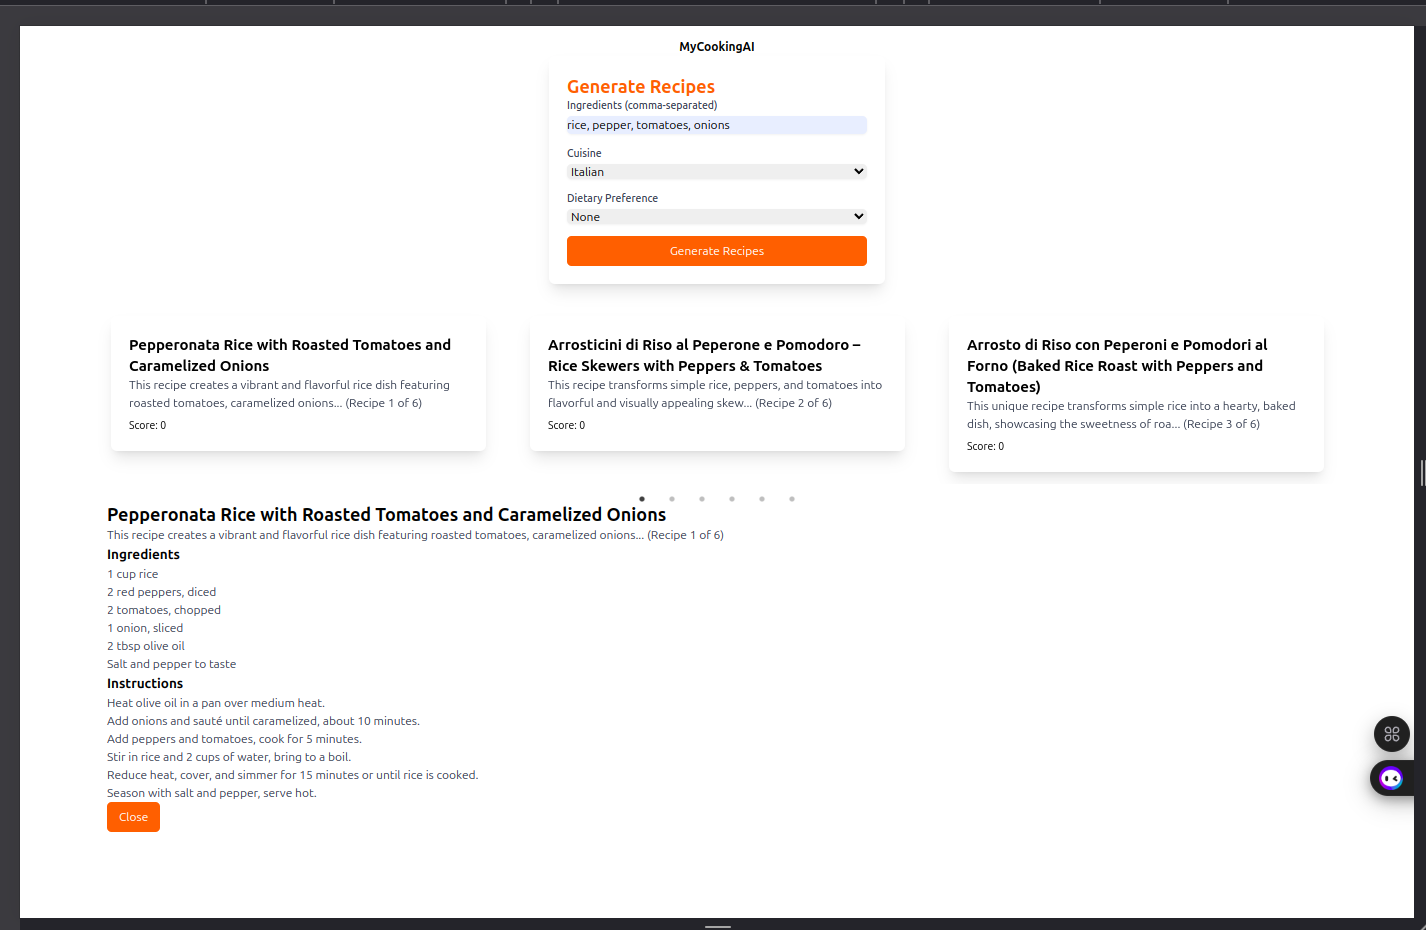 MyCookingAI
Generate Recipes
Ingredients (comma-separated)
rice, pepper, tomatoes, onions
Cuisine
Italian
Dietary Preference
None
Generate Recipes
Pepperonata Rice with Roasted Tomatoes and
Caramelized Onions
This recipe creates a vibrant and flavorful rice dish featuring
roasted tomatoes, caramelized onions... (Recipe 1 of 6)
Score: 0
Arrosticini di Riso al Peperone e Pomodoro –
Rice Skewers with Peppers & Tomatoes
This recipe transforms simple rice, peppers, and tomatoes into
flavorful and visually appealing skew... (Recipe 2 of 6)
Score: 0
Arrosto di Riso con Peperoni e Pomodori al
Forno (Baked Rice Roast with Peppers and
Tomatoes)
This unique recipe transforms simple rice into a hearty, baked
dish, showcasing the sweetness of roa... (Recipe 3 of 6)
Score: 0
Pepperonata Rice with Roasted Tomatoes and Caramelized Onions
This recipe creates a vibrant and flavorful rice dish featuring roasted tomatoes, caramelized onions... (Recipe 1 of 6)
Ingredients
1 cup rice
2 red peppers, diced
2 tomatoes, chopped
1 onion, sliced
2 tbsp olive oil
Salt and pepper to taste
Instructions
Heat olive oil in a pan over medium heat.
Add onions and sauté until caramelized, about 10 minutes.
Add peppers and tomatoes, cook for 5 minutes.
Stir in rice and 2 cups of water, bring to a boil.
Reduce heat, cover, and simmer for 15 minutes or until rice is cooked.
Season with salt and pepper, serve hot.
Close